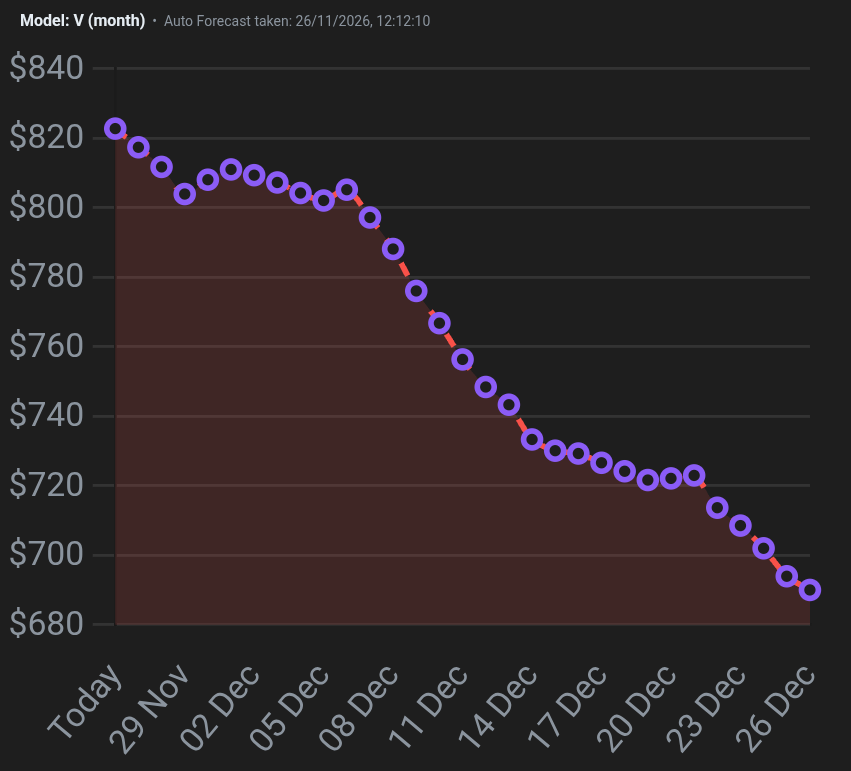 Model: V (month) • Auto Forecast taken: 26/11/2026, 12:12:10
$840
$820
$800
$780
$760
$740
$720
$700
$680
Today
29 Nov
02 Dec
05 Dec
08 Dec
11 Dec
14 Dec
17 Dec
20 Dec
23 Dec
26 Dec